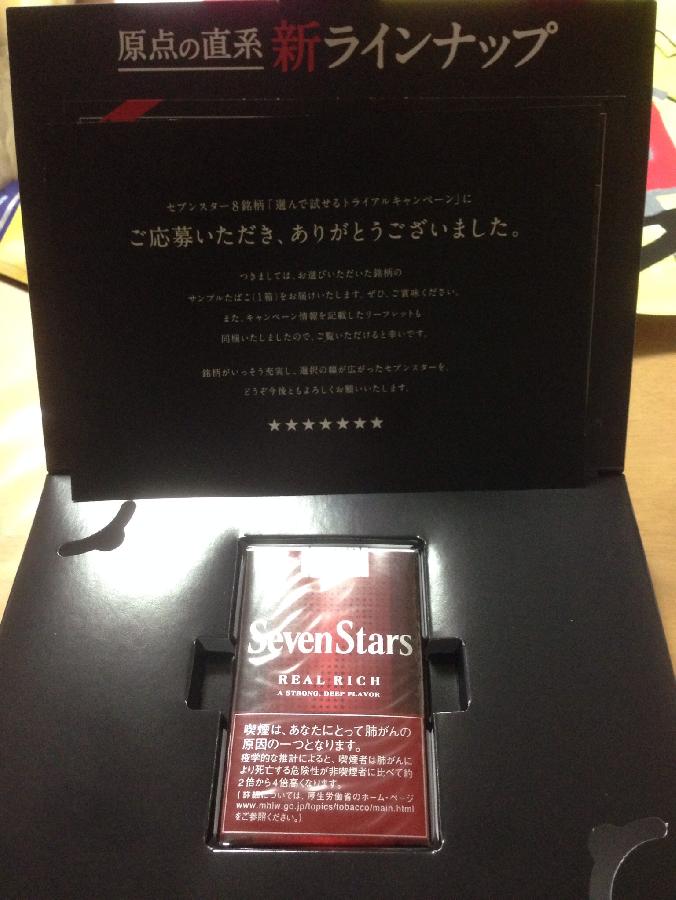 原点の直系 新ラインナップ
セブンスター8銘柄「選んで試せるトライアルキャンペーン」に
ご応募いただき、ありがとうございました。
つきましては、お選びいただいた銘柄の
サンプルたばこ(1箱)をお届けいたします。ぜひ、ご賞味ください。
また、キャンペーン情報を記載したリーフレットも
同梱いたしましたので、ご覧いただけると幸いです。
銘柄がいっそう充実し、選択の幅が広がったセブンスターを、
どうぞ今後ともよろしくお願いいたします。
★★★★★★★
SevenStars
REAL RICH
A STRONG, DEEP FLAVOR
喫煙は、あなたにとって肺がんの
原因の一つとなります。
疫学的な推計によると、喫煙者は肺がんに
より死亡する危険性が非喫煙者に比べて約
2倍から4倍高くなります。
(詳細については、厚生労働省のホーム・ページ
www.mhlw.go.jp/topics/tobacco/main.html
をご参照ください。)